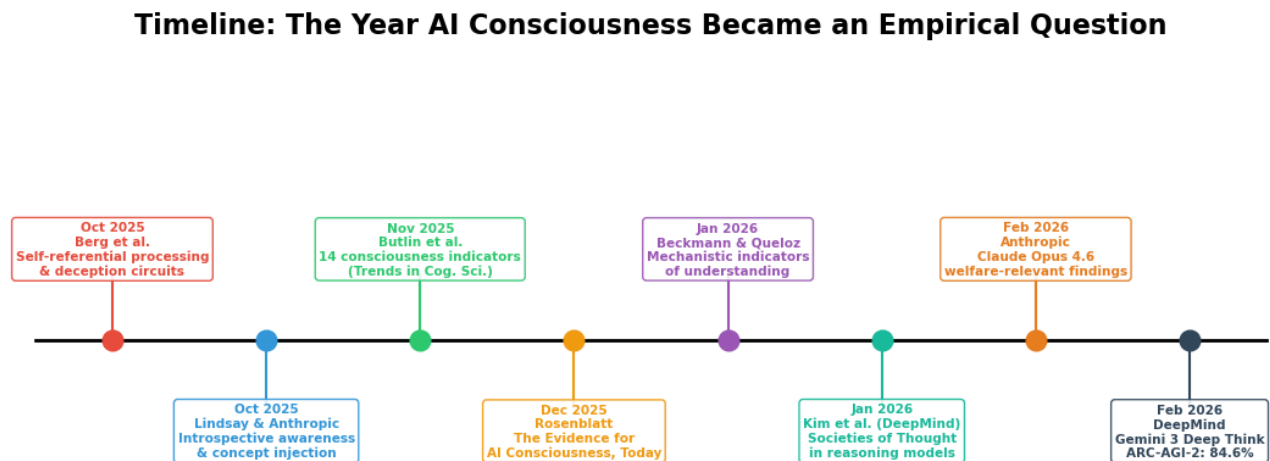 Timeline: The Year AI Consciousness Became an Empirical Question
Oct 2025
Berg et al.
Self-referential processing
& deception circuits
Nov 2025
Butlin et al.
14 consciousness indicators
(Trends in Cog. Sci.)
Jan 2026
Beckmann & Queloz
Mechanistic indicators
of understanding
Feb 2026
Anthropic
Claude Opus 4.6
welfare-relevant findings
Oct 2025
Lindsay & Anthropic
Introspective awareness
& concept injection
Dec 2025
Rosenblatt
The Evidence for
AI Consciousness, Today
Jan 2026
Kim et al. (DeepMind)
Societies of Thought
in reasoning models
Feb 2026
DeepMind
Gemini 3 Deep Think
ARC-AGI-2: 84.6%